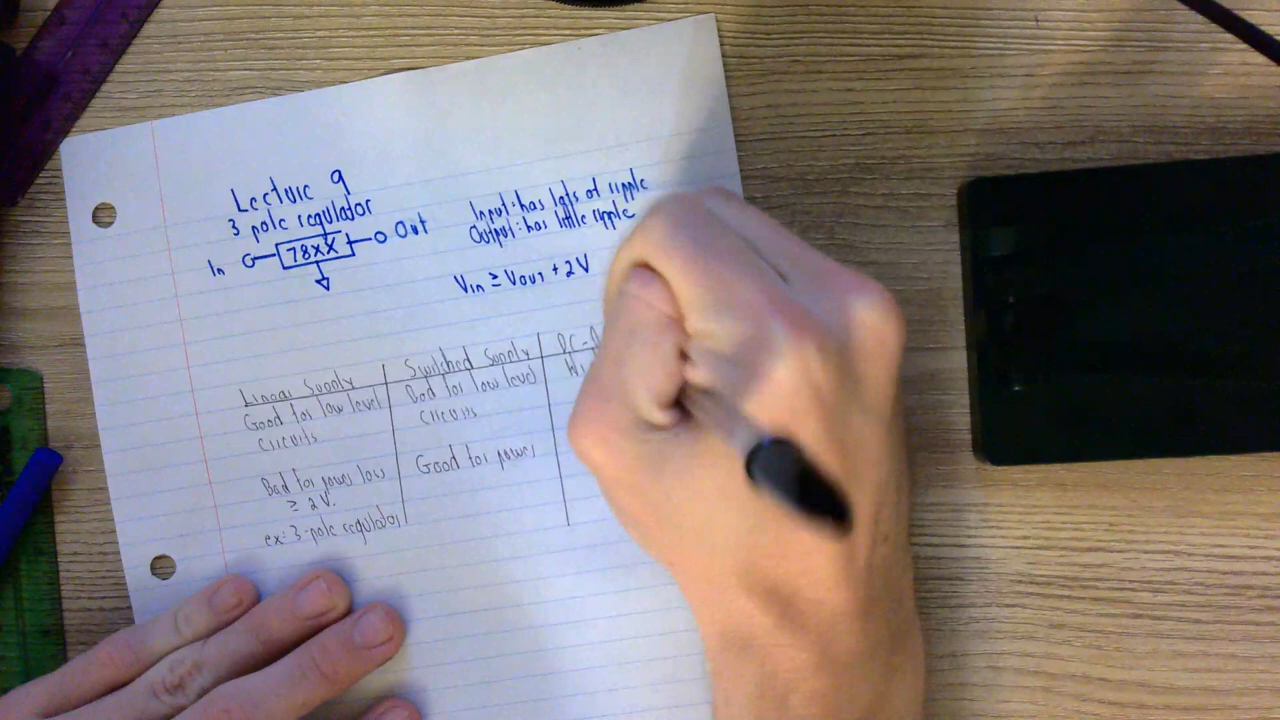 Lecture 9
3 pole regulator
In 78XX Out
Input: has lots of ripple
Output: has little ripple
Vin ≥ Vout + 2V
Linear Supply
Good for low level
circuits
Bad for power loss
≥ 2V.
ex: 3-pole regulator
Switched Supply
Bad for low level
circuits
Good for power